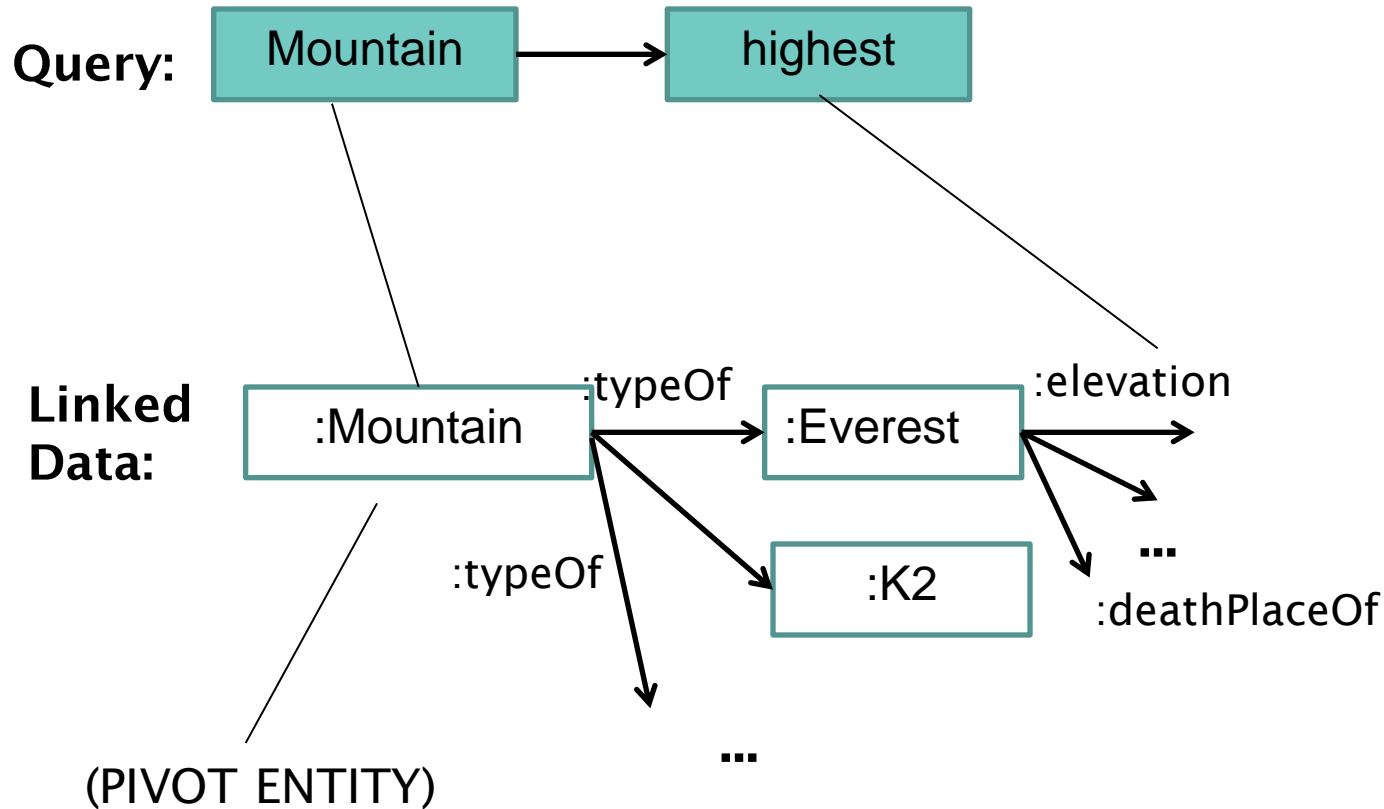 Query:
Mountain
highest
Linked
Data:
:Mountain
:typeOf
:Everest
:elevation
...
:typeOf
:K2
:deathPlaceOf
...
(PIVOT ENTITY)